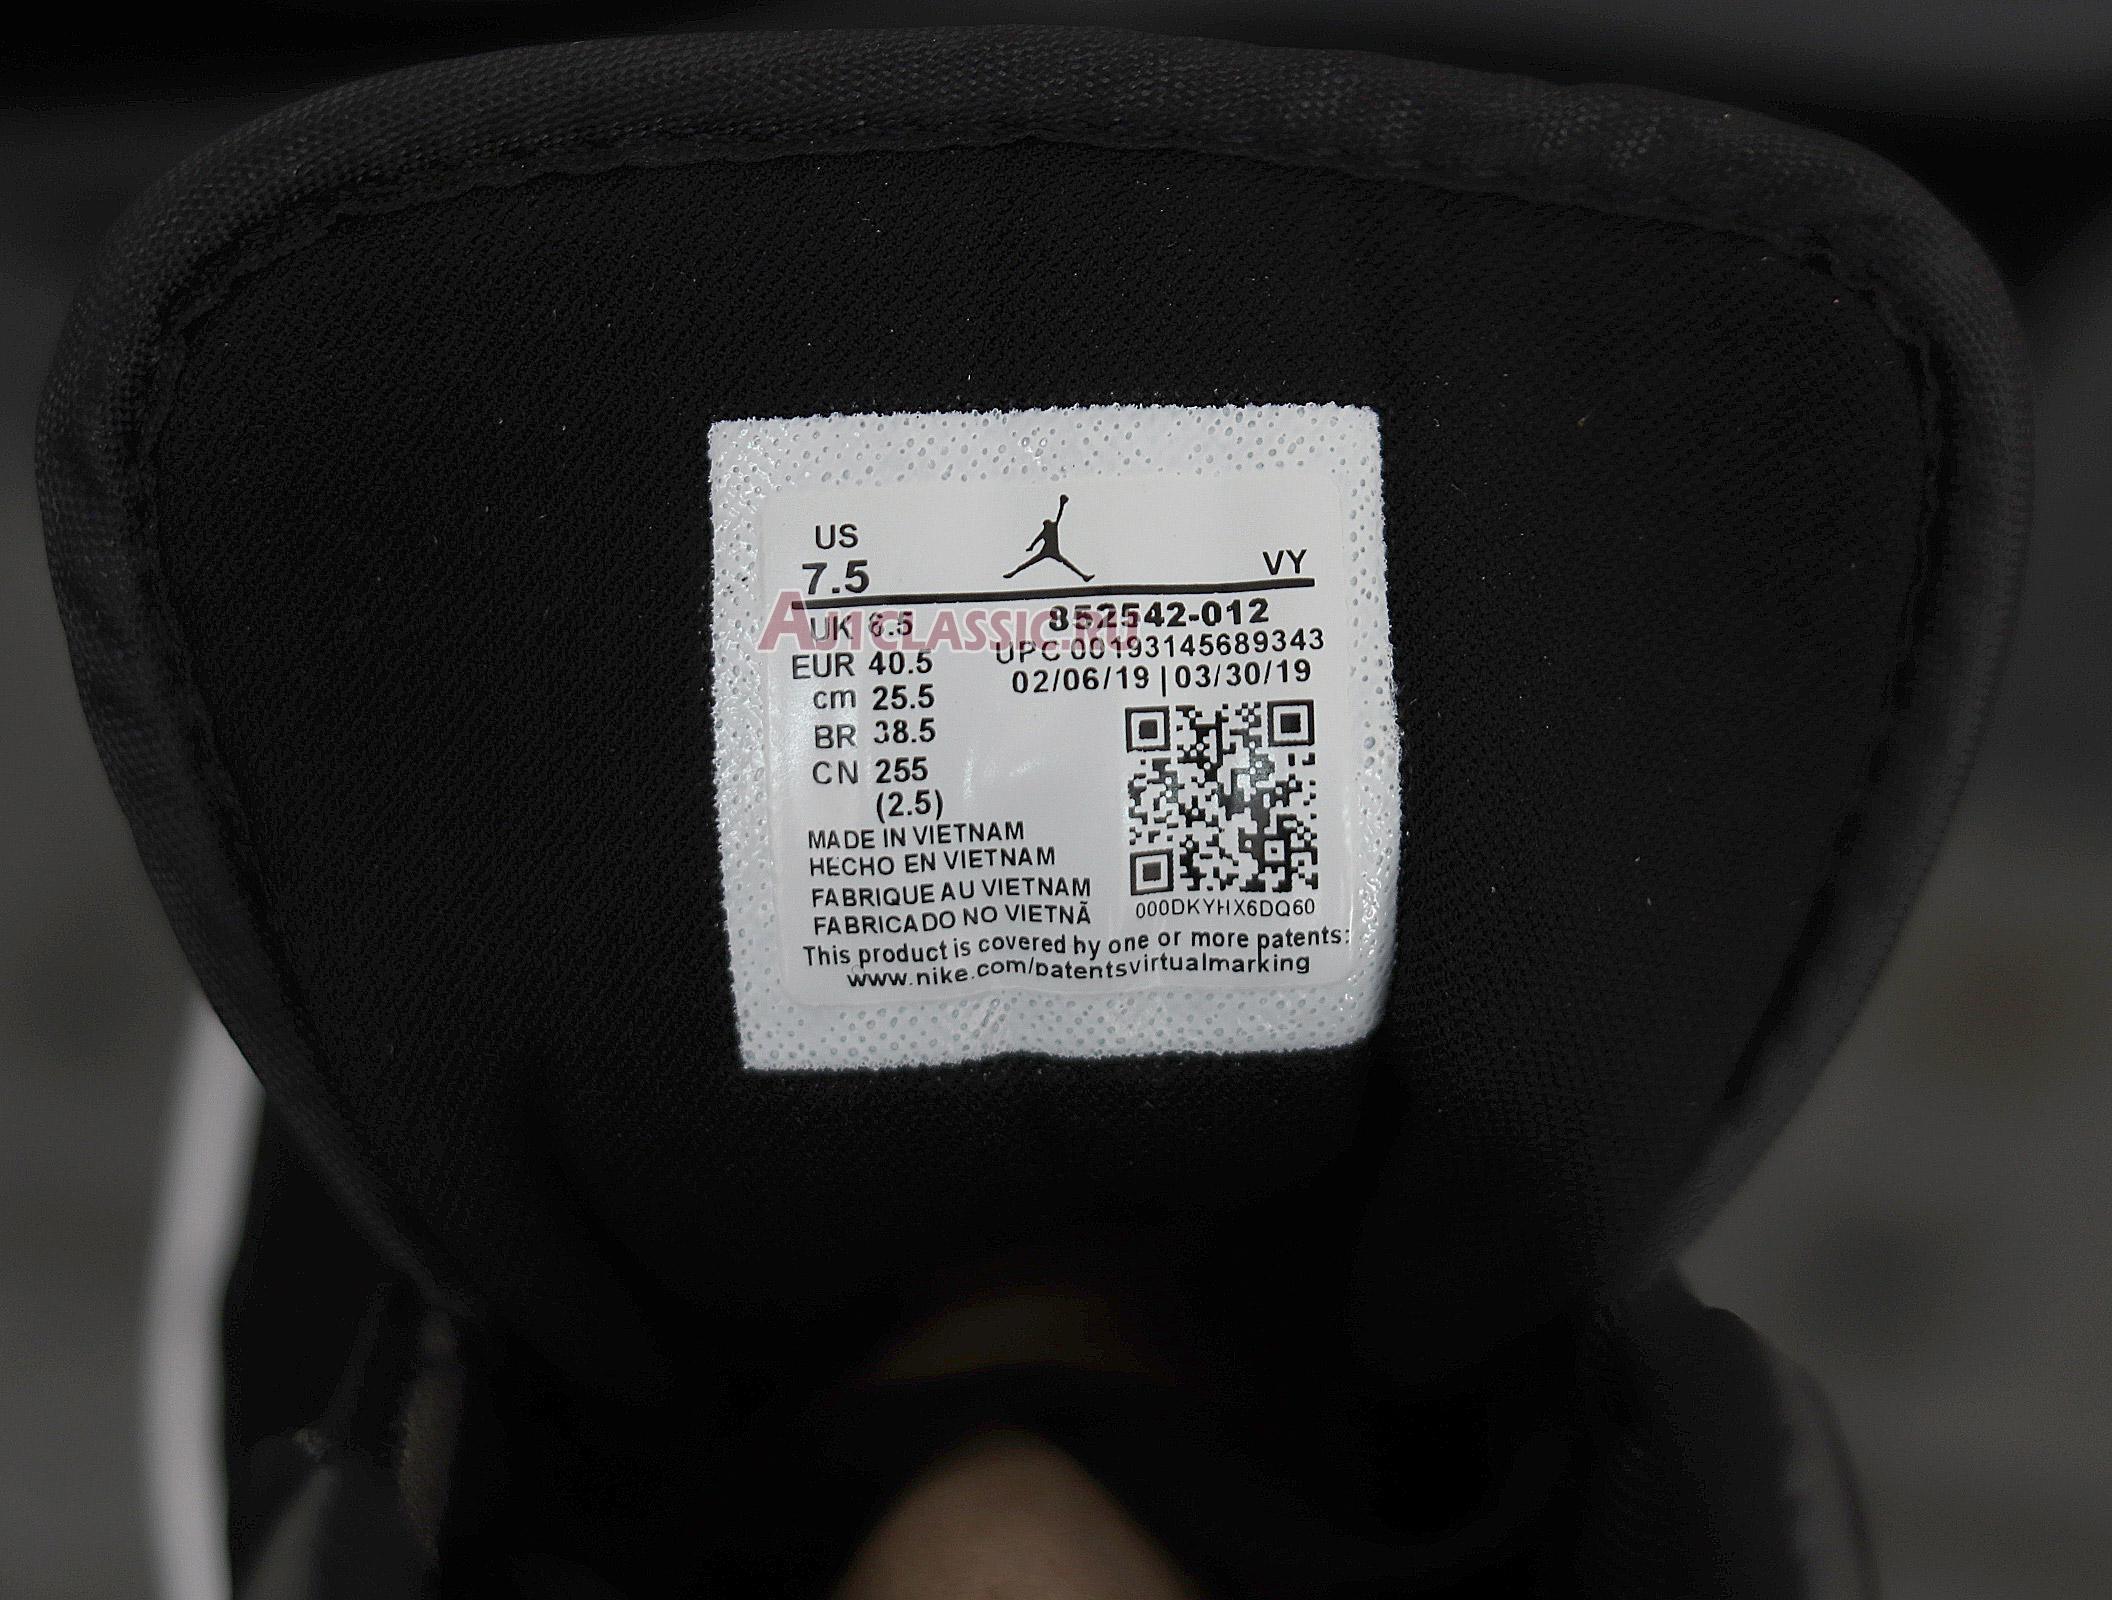 US
7.5
VY
852542-012
UK 6.5
UPC 00193145689343
AJ1CLASSIC.RU
EUR 40.5
02/06/19 | 03/30/19
cm 25.5
BR 38.5
CN 255
(2.5)
MADE IN VIETNAM
HECHO EN VIETNAM
FABRIQUE AU VIETNAM
FABRICADO NO VIETNÃ
000DKYHX6DQ60
This product is covered by one or more patents:
www.nike.com/patentsvirtualmarking